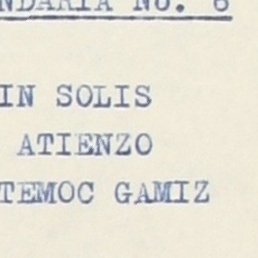 NDARIA NO. 6
IN SOLIS
ATIENZO
TEMOC GAMIZ